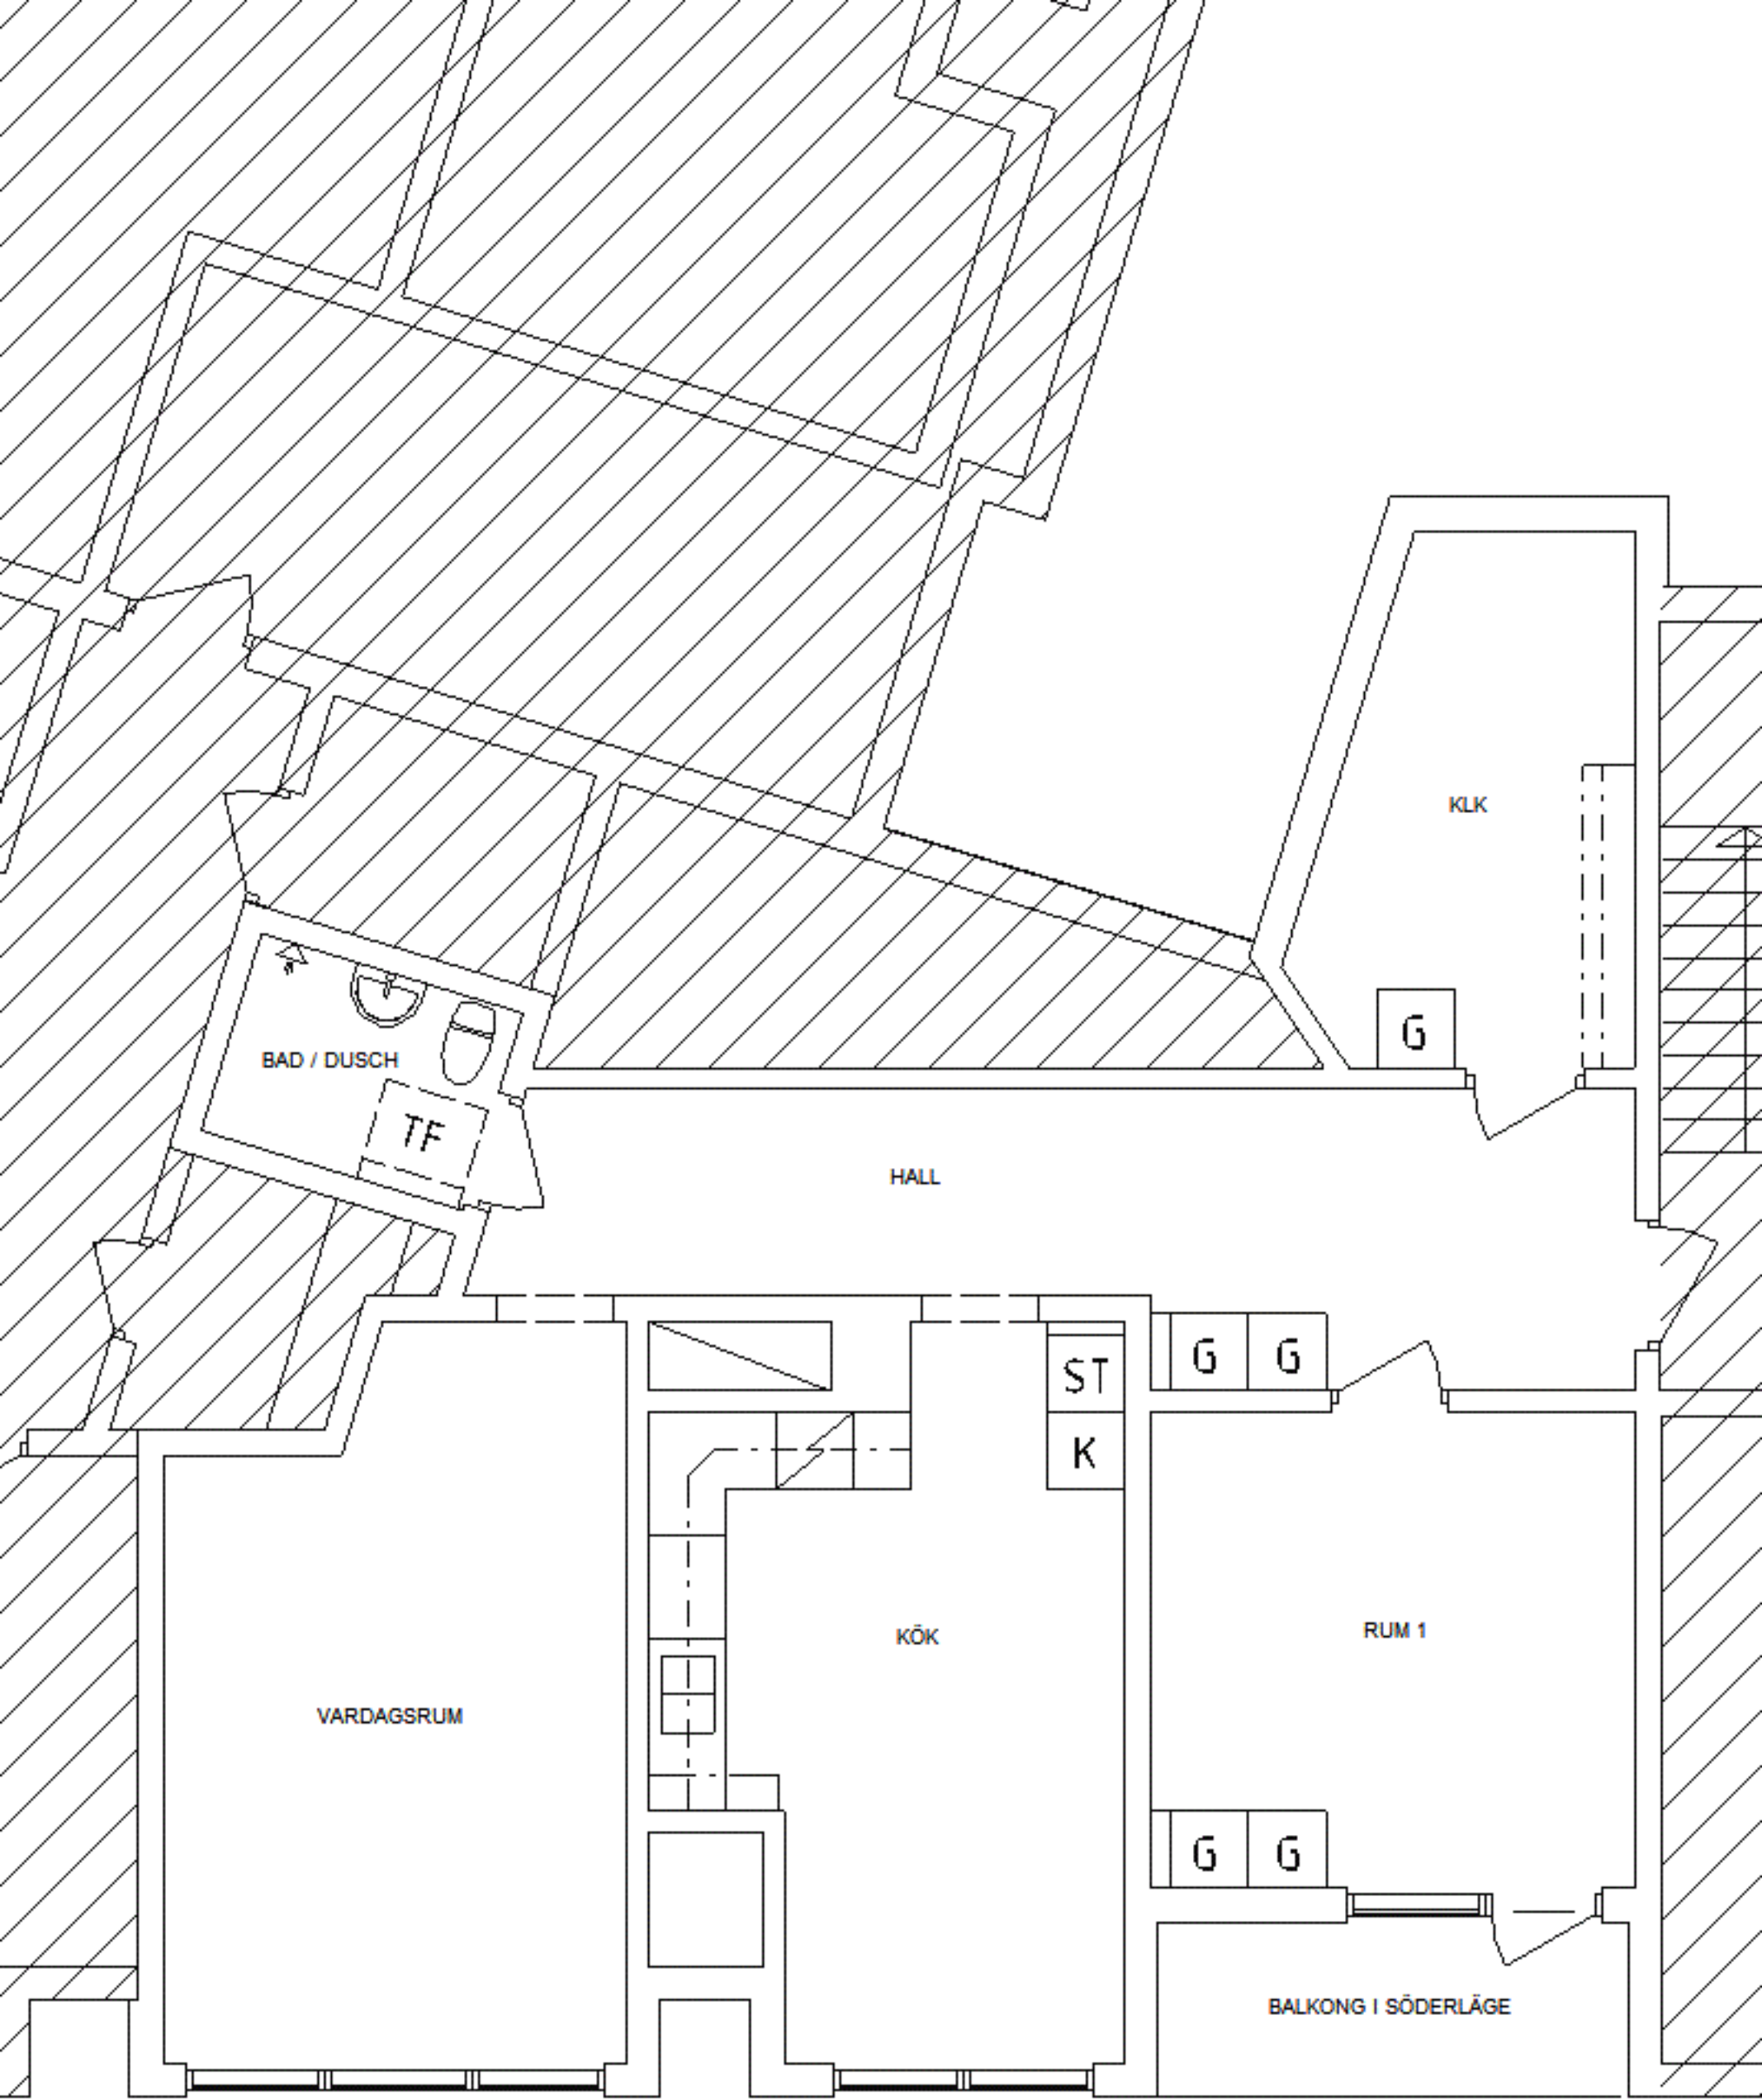 KLK
G
BAD / DUSCH
TF
HALL
G G
ST
K
KÖK
RUM 1
VARDAGSRUM
G G
BALKONG I SÖDERLÄGE